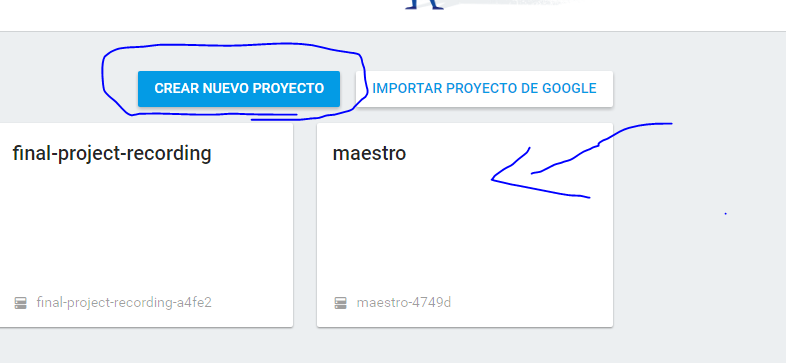 CREAR NUEVO PROYECTO
IMPORTAR PROYECTO DE GOOGLE
final-project-recording
maestro
final-project-recording-a4fe2
maestro-4749d